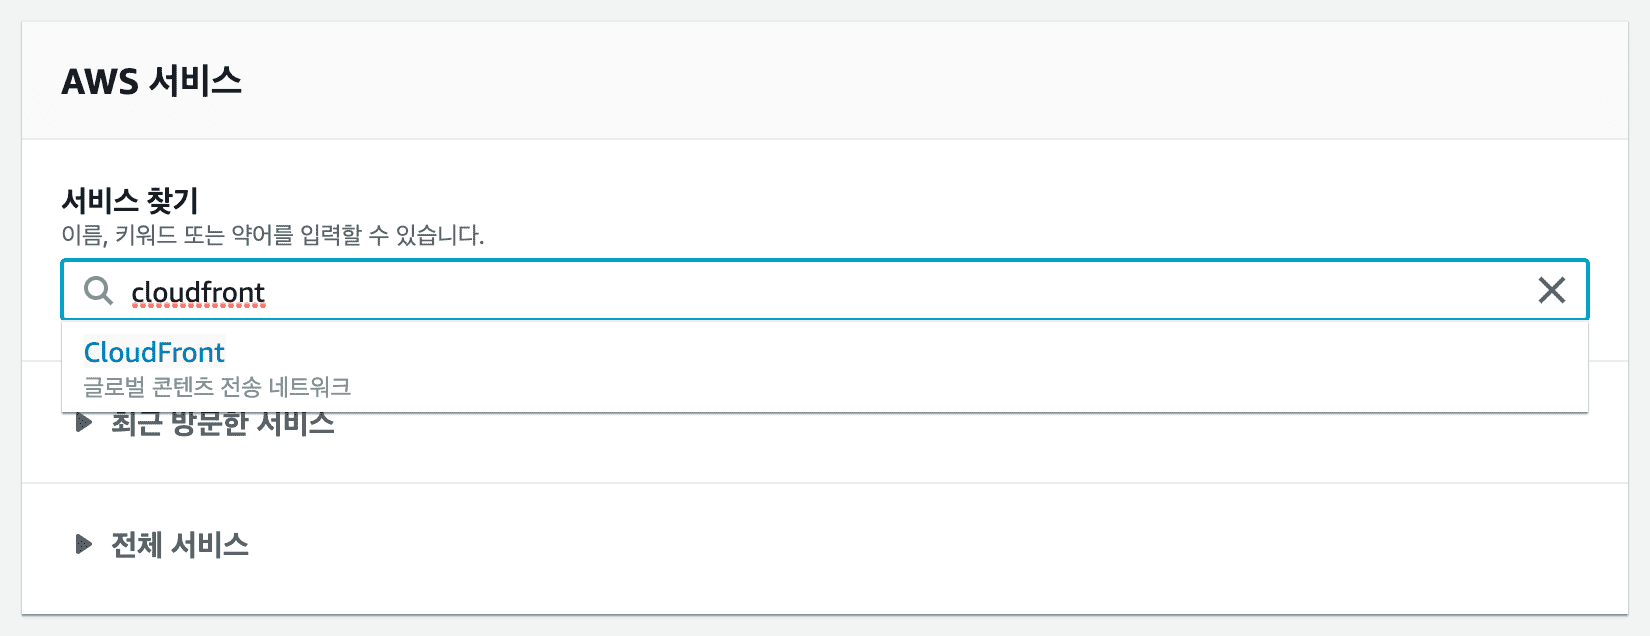 AWS 서비스
서비스 찾기
이름, 키워드 또는 약어를 입력할 수 있습니다.
cloudfront
CloudFront
글로벌 콘텐츠 전송 네트워크
최근 방문한 서비스
전체 서비스